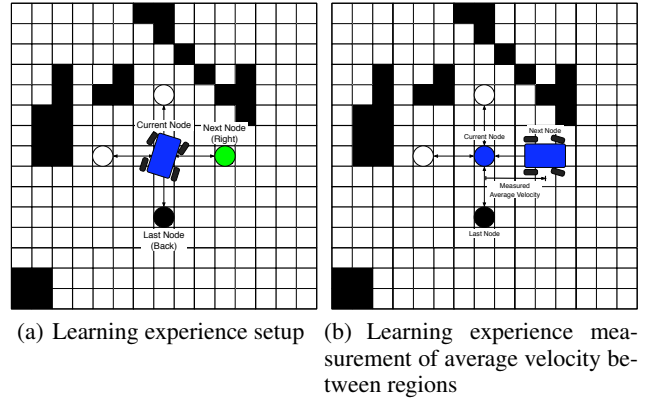 Current Node
Next Node
(Right)
Last Node
(Back)
Current Node
Next Node
Measured
Average Velocity
Last Node
(a) Learning experience setup
(b) Learning experience mea-
surement of average velocity be-
tween regions